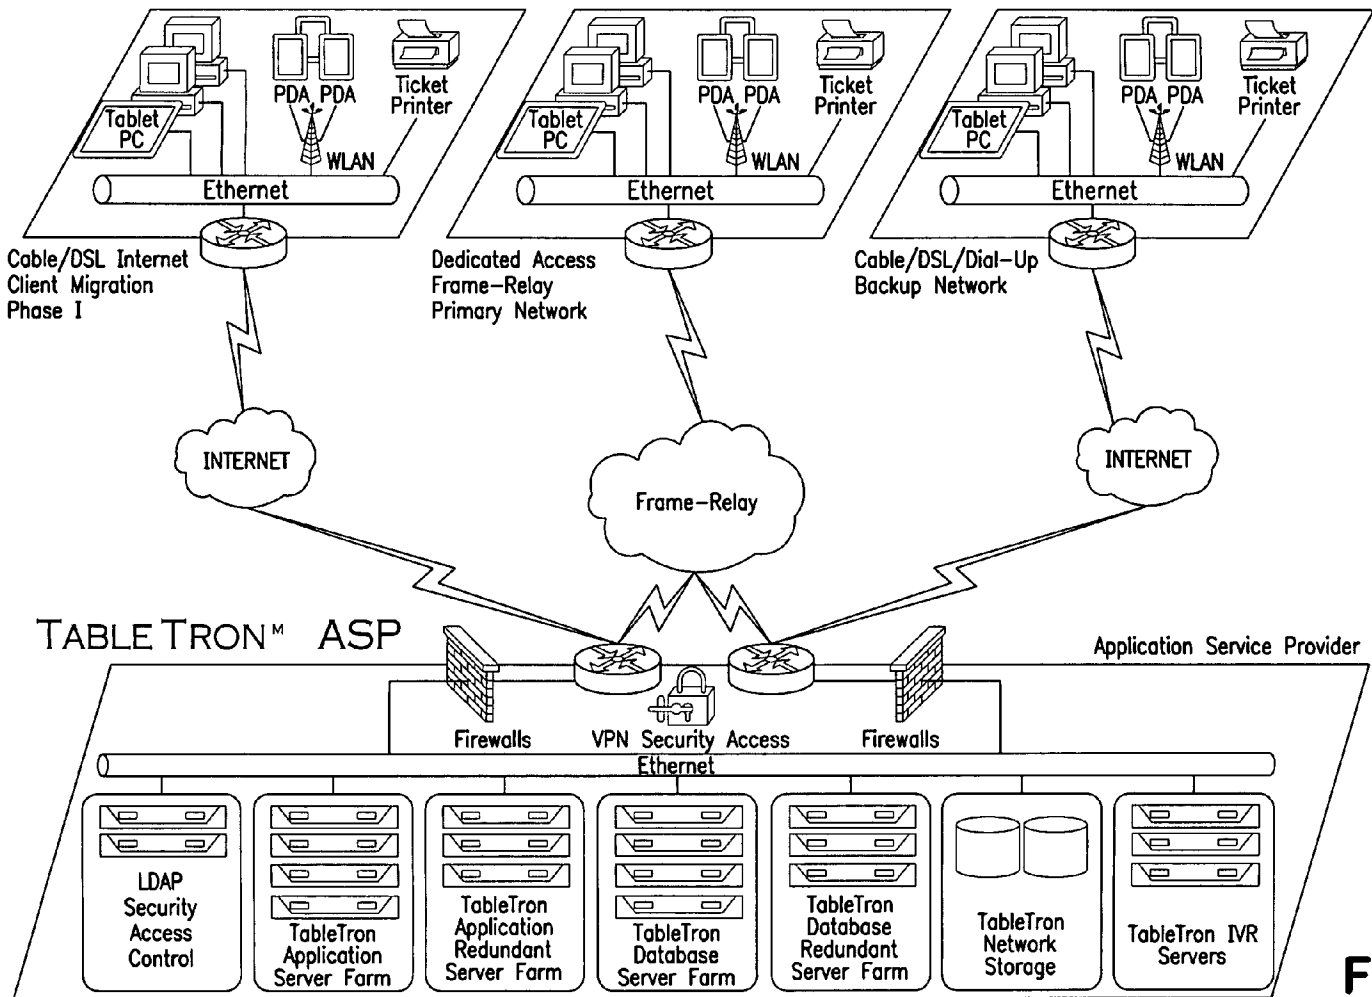 Tablet
PC
PDA PDA
Ticket
Printer
WLAN
Ethernet
Cable/DSL Internet
Client Migration
Phase I
Tablet
PC
PDA PDA
Ticket
Printer
WLAN
Ethernet
Dedicated Access
Frame-Relay
Primary Network
Tablet
PC
PDA PDA
Ticket
Printer
WLAN
Ethernet
Cable/DSL/Dial-Up
Backup Network
INTERNET
Frame-Relay
INTERNET
TABLETRON™ ASP
Application Service Provider
Firewalls
VPN Security Access
Firewalls
Ethernet
LDAP
Security
Access
Control
TableTron
Application
Server Farm
TableTron
Application
Redundant
Server Farm
TableTron
Database
Server Farm
TableTron
Database
Redundant
Server Farm
TableTron
Network
Storage
TableTron IVR
Servers
F